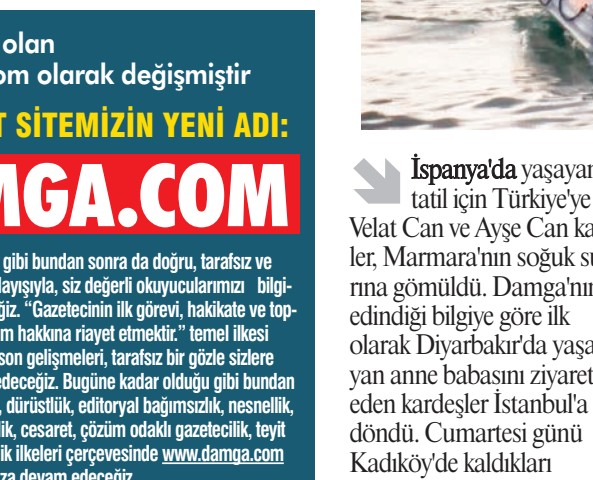 olan
om olarak değişmiştir
T SİTEMİZİN YENİ ADI:
MGA.COM
gibi bundan sonra da doğru, tarafsız ve
layışıyla, siz değerli okuyucularımızı bilgi-
ğiz. “Gazetecinin ilk görevi, hakikate ve top-
m hakkına riayet etmektir.” temel ilkesi
son gelişmeleri, tarafsız bir gözle sizlere
edeceğiz. Bugüne kadar olduğu gibi bundan
, dürüstlük, editoryal bağımsızlık, nesnellik,
lik, cesaret, çözüm odaklı gazetecilik, teyit
ik ilkeleri çerçevesinde www.damga.com
za devam edeceğiz
İspanya'da yaşayan
tatil için Türkiye'ye
Velat Can ve Ayşe Can ka
ler, Marmara'nın soğuk su
rına gömüldü. Damga'nın
edindiği bilgiye göre ilk
olarak Diyarbakır'da yaşa
yan anne babasını ziyaret
eden kardeşler İstanbul'a
döndü. Cumartesi günü
Kadıköy'de kaldıkları